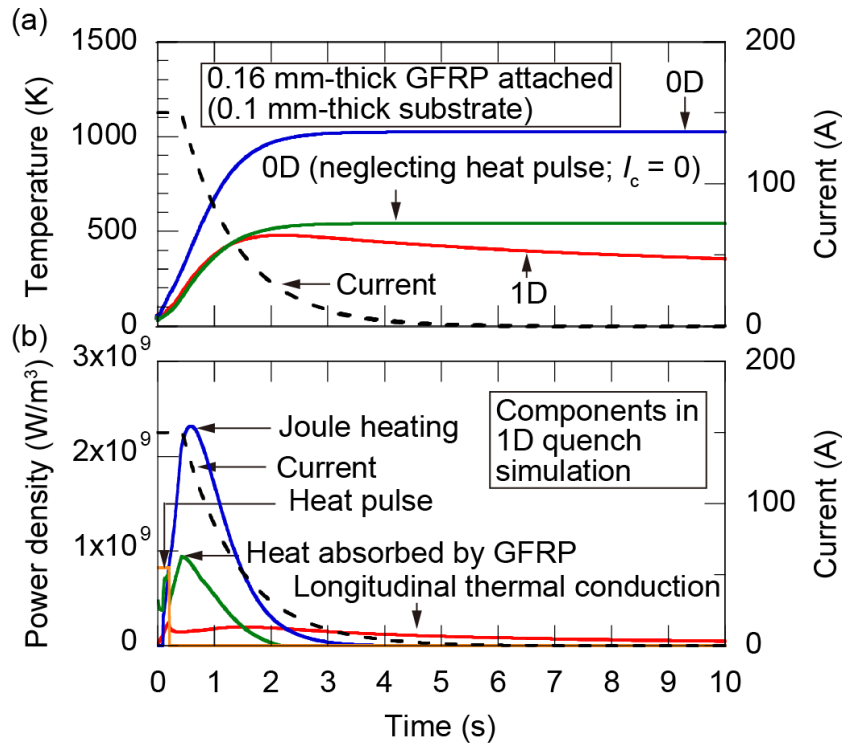 (a)
1500
1000
500
0
Temperature (K)
200
100
0
Current (A)
0.16 mm-thick GFRP attached
(0.1 mm-thick substrate)
0D
0D (neglecting heat pulse; Ic = 0)
Current
1D
(b)
3x10⁹
2x10⁹
1x10⁹
0
Power density (W/m³)
200
100
0
Current (A)
Joule heating
Current
Heat pulse
Heat absorbed by GFRP
Longitudinal thermal conduction
Components in
1D quench
simulation
0 1 2 3 4 5 6 7 8 9 10
Time (s)